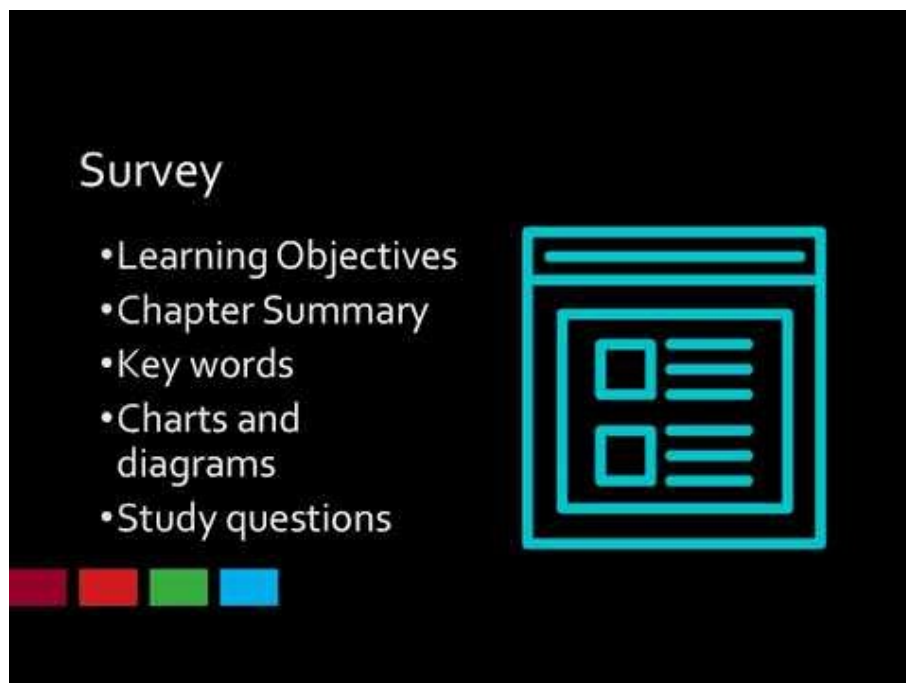 Survey
•Learning Objectives
•Chapter Summary
•Key words
•Charts and
diagrams
•Study questions